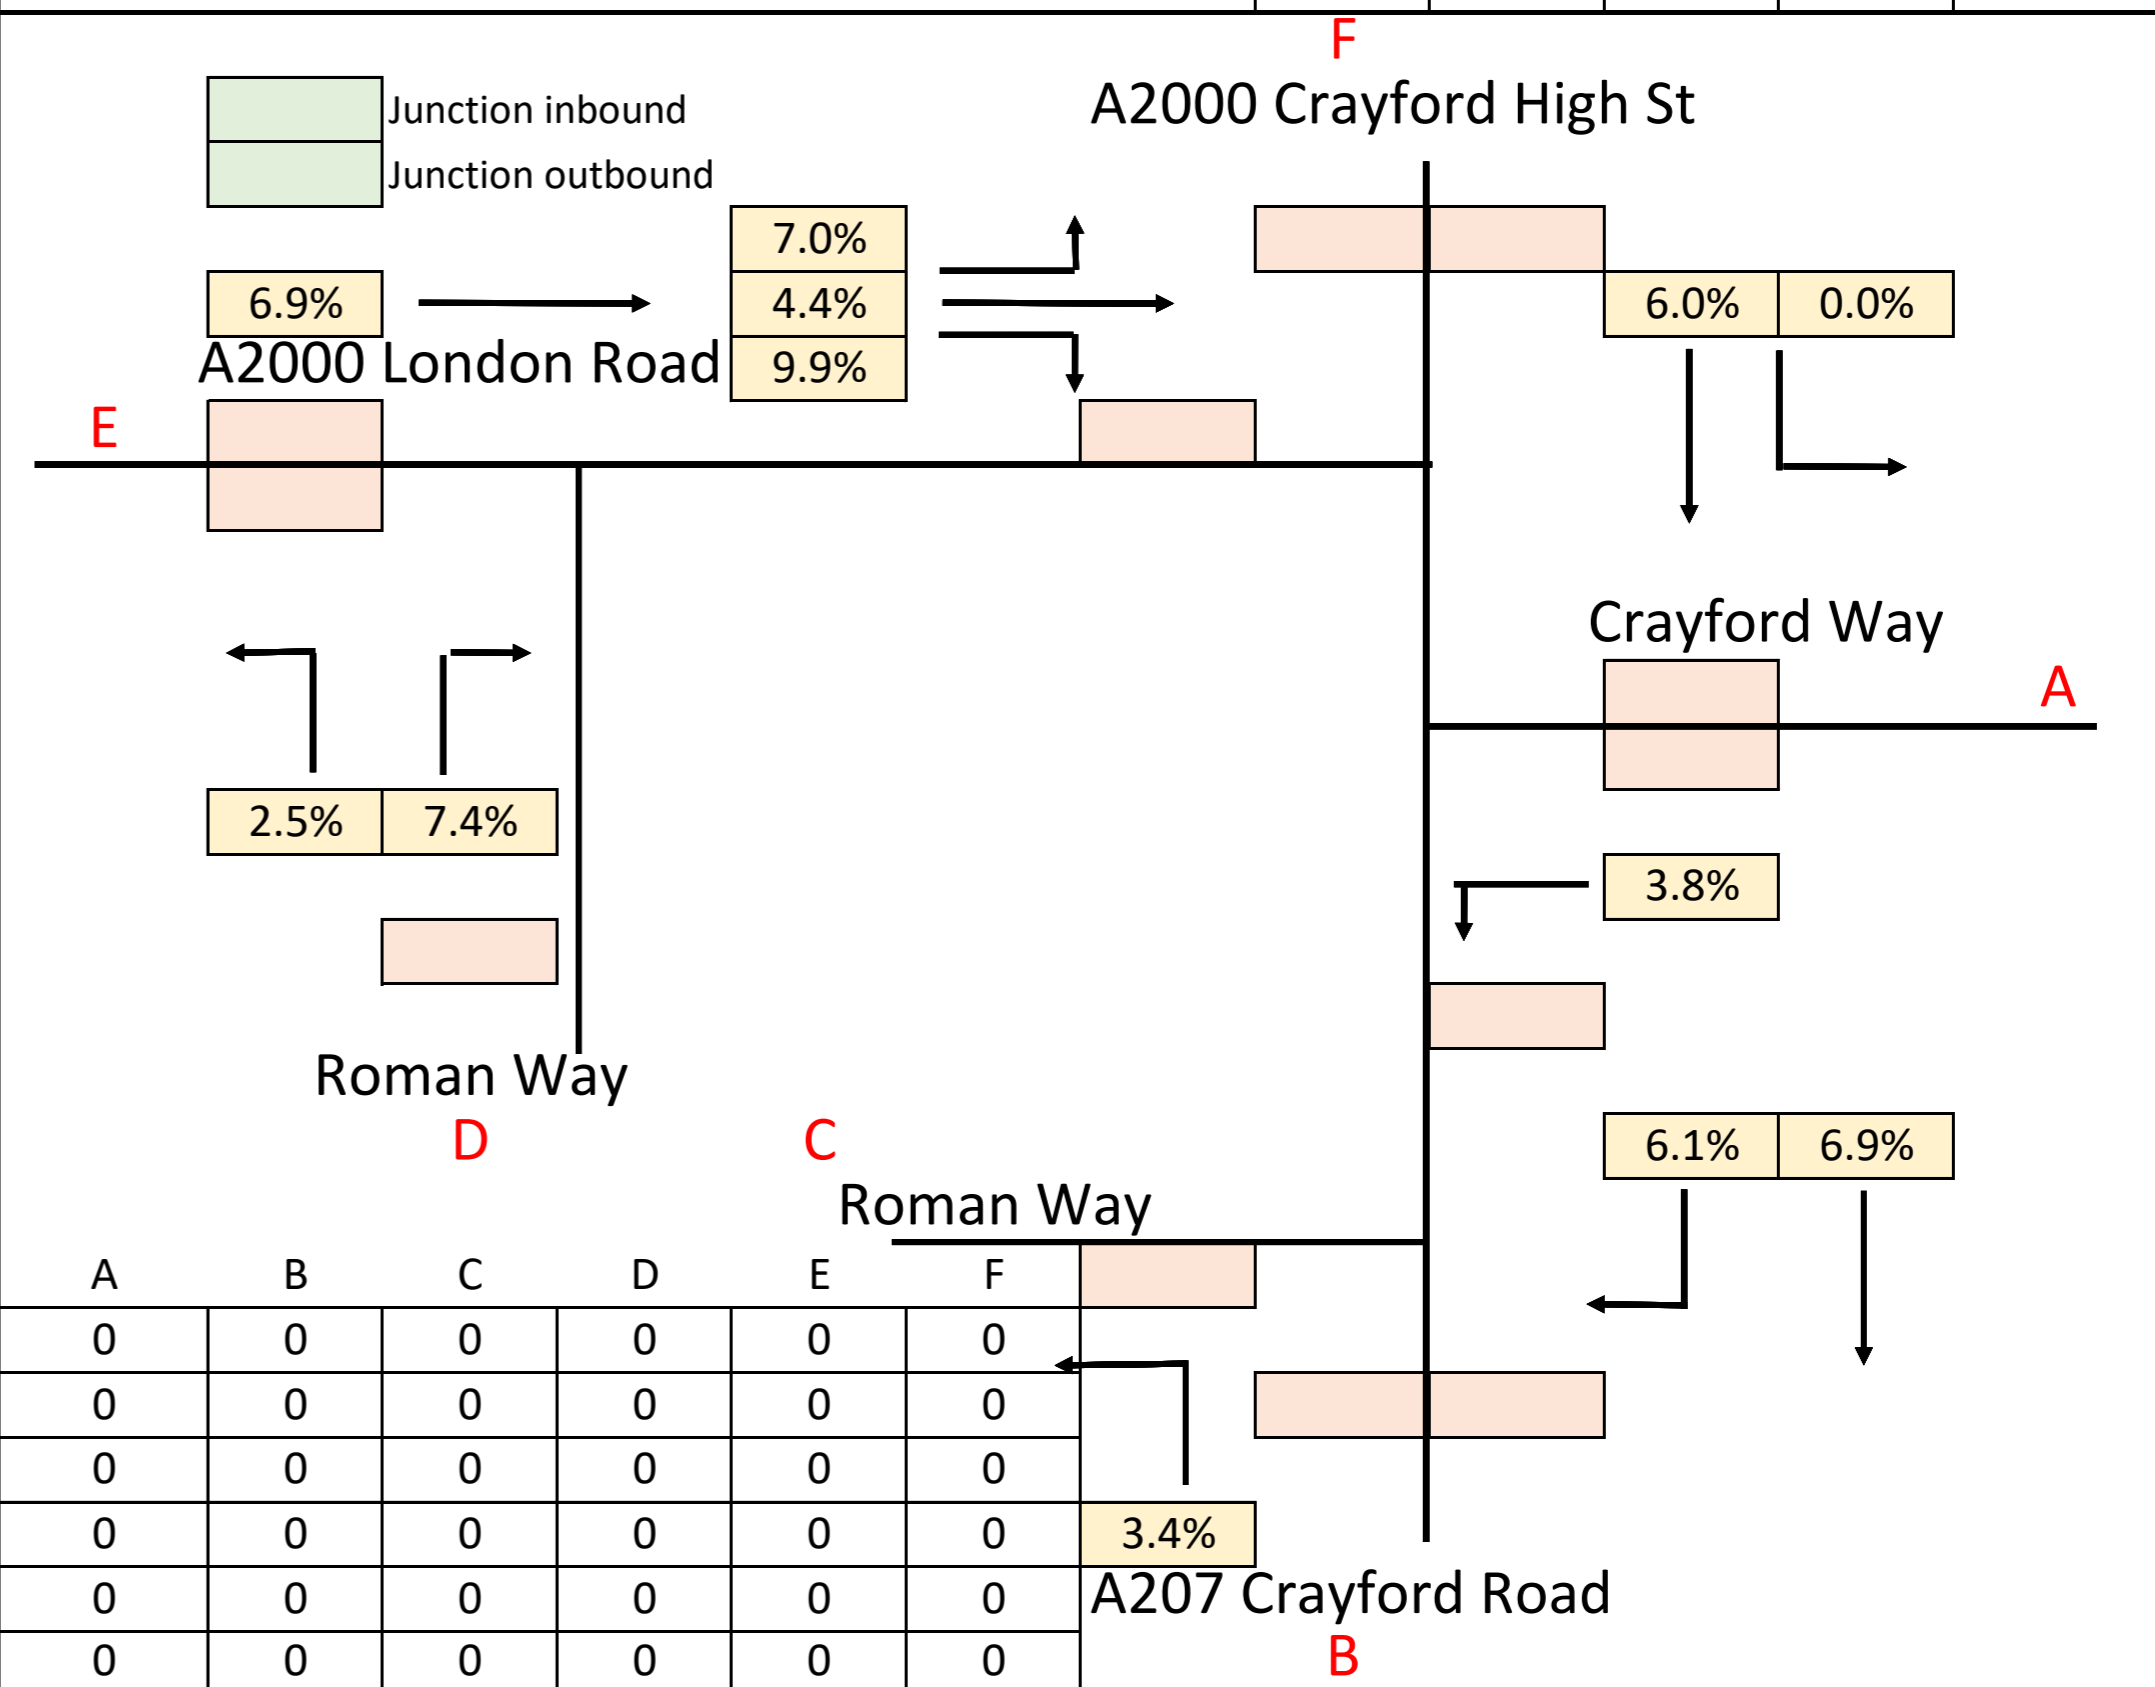 F
A2000 Crayford High St
Junction inbound
Junction outbound
7.0%
6.9% 4.4% 6.0% 0.0%
A2000 London Road 9.9%
E
Crayford Way
A
2.5% 7.4%
3.8%
Roman Way
D C
6.1% 6.9%
Roman Way
A B C D E F
0 0 0 0 0 0
0 0 0 0 0 0
0 0 0 0 0 0
0 0 0 0 0 0 3.4%
0 0 0 0 0 0 A207 Crayford Road
0 0 0 0 0 0 B